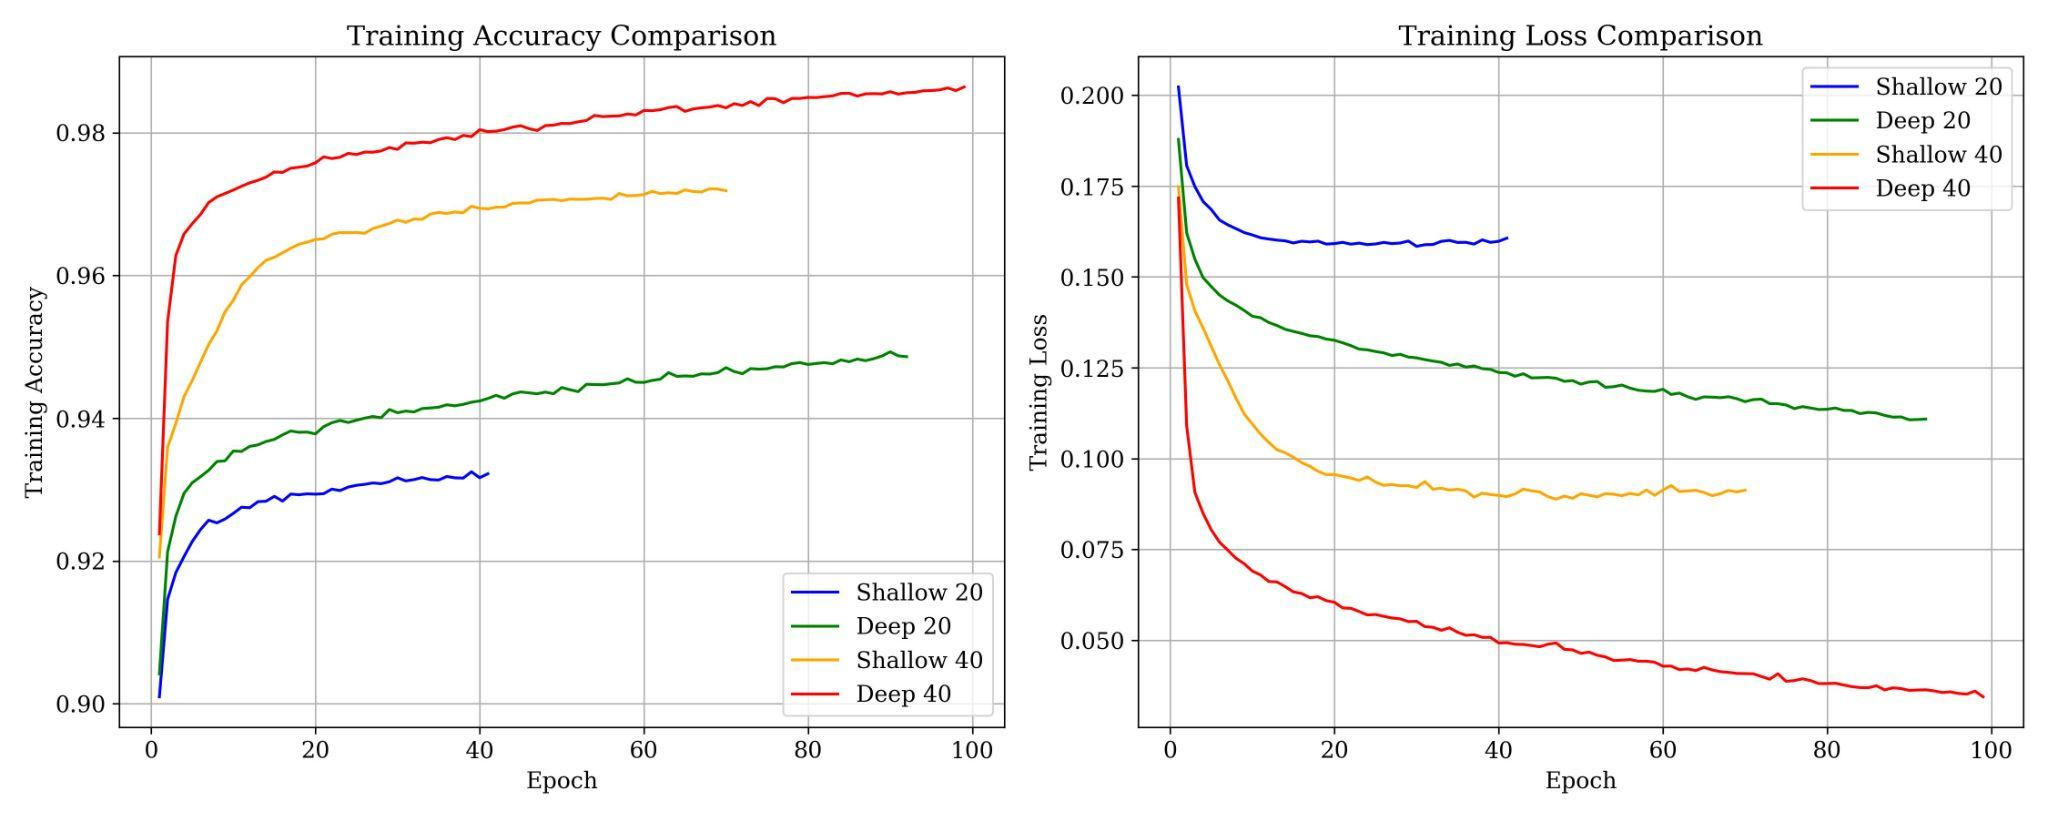 Training Accuracy Comparison
Training Accuracy
0.98
0.96
0.94
0.92
0.90
0 20 40 60 80 100
Epoch
Shallow 20
Deep 20
Shallow 40
Deep 40
Training Loss Comparison
Training Loss
0.200
0.175
0.150
0.125
0.100
0.075
0.050
0 20 40 60 80 100
Epoch
Shallow 20
Deep 20
Shallow 40
Deep 40